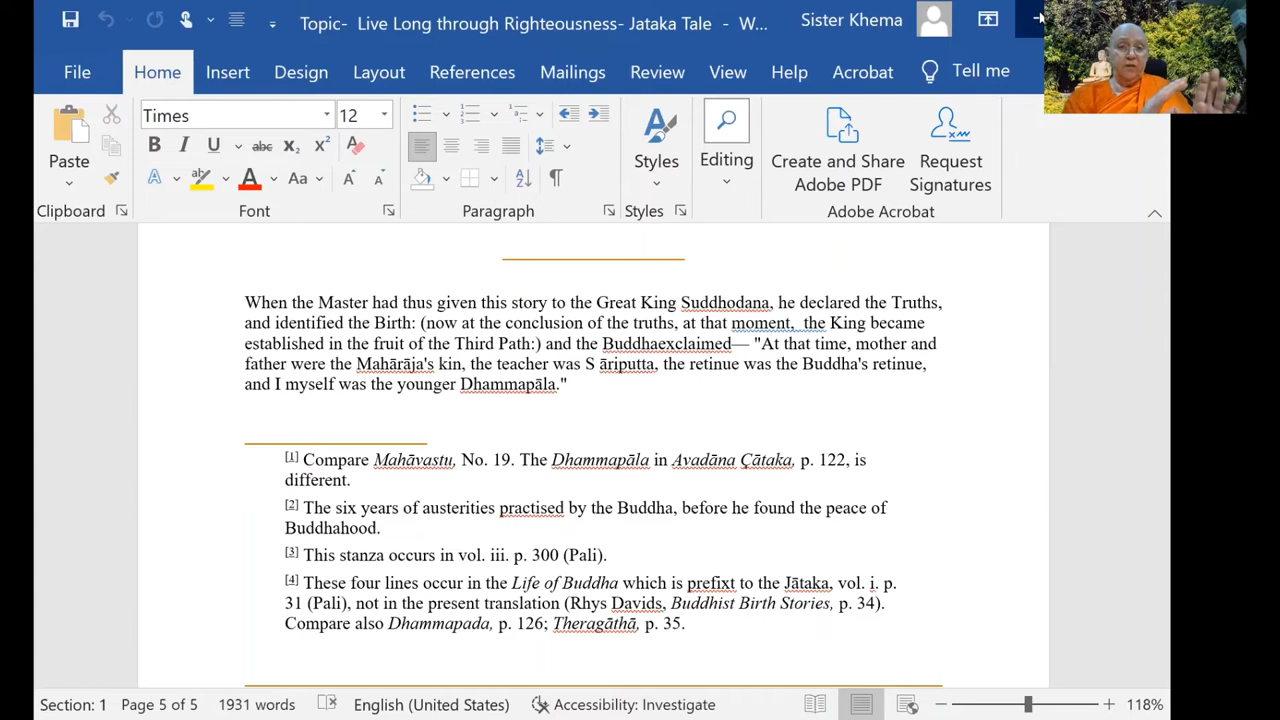 Topic- Live Long through Righteousness- Jataka Tale - W...
Sister Khema
File Home Insert Design Layout References Mailings Review View Help Acrobat Tell me
Times 12
Paste
Styles
Editing
Create and Share Adobe PDF
Request Signatures
Clipboard Font Paragraph Styles Adobe Acrobat
When the Master had thus given this story to the Great King Suddhodana, he declared the Truths,
and identified the Birth: (now at the conclusion of the truths, at that moment,  the King became
established in the fruit of the Third Path:) and the Buddhaexclaimed— "At that time, mother and
father were the Mahārāja's kin, the teacher was S āriputta, the retinue was the Buddha's retinue,
and I myself was the younger Dhammapāla."
[1] Compare Mahāvastu, No. 19. The Dhammapāla in Avadāna Çātaka, p. 122, is
different.
[2] The six years of austerities practised by the Buddha, before he found the peace of
Buddhahood.
[3] This stanza occurs in vol. iii. p. 300 (Pali).
[4] These four lines occur in the Life of Buddha which is prefixt to the Jātaka, vol. i. p.
31 (Pali), not in the present translation (Rhys Davids, Buddhist Birth Stories, p. 34).
Compare also Dhammapada, p. 126; Theragāthā, p. 35.
Section: 1 Page 5 of 5 1931 words English (United States) Accessibility: Investigate 118%